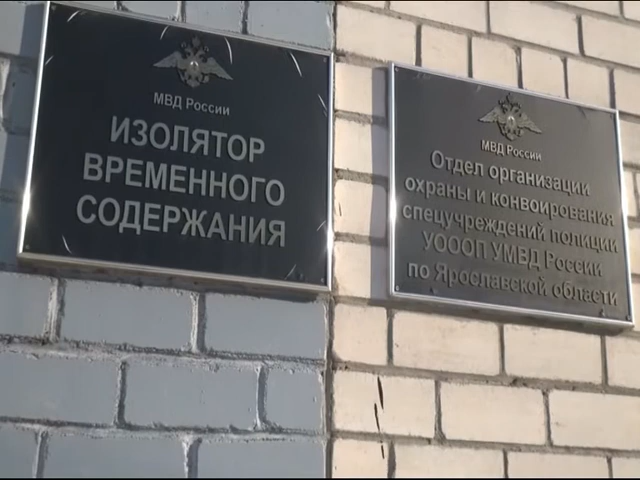 МВД России
ИЗОЛЯТОР
ВРЕМЕННОГО
СОДЕРЖАНИЯ
МВД России
Отдел организации
охраны и конвоирования
спецучреждений полиции
УОООП УМВД России
по Ярославской области